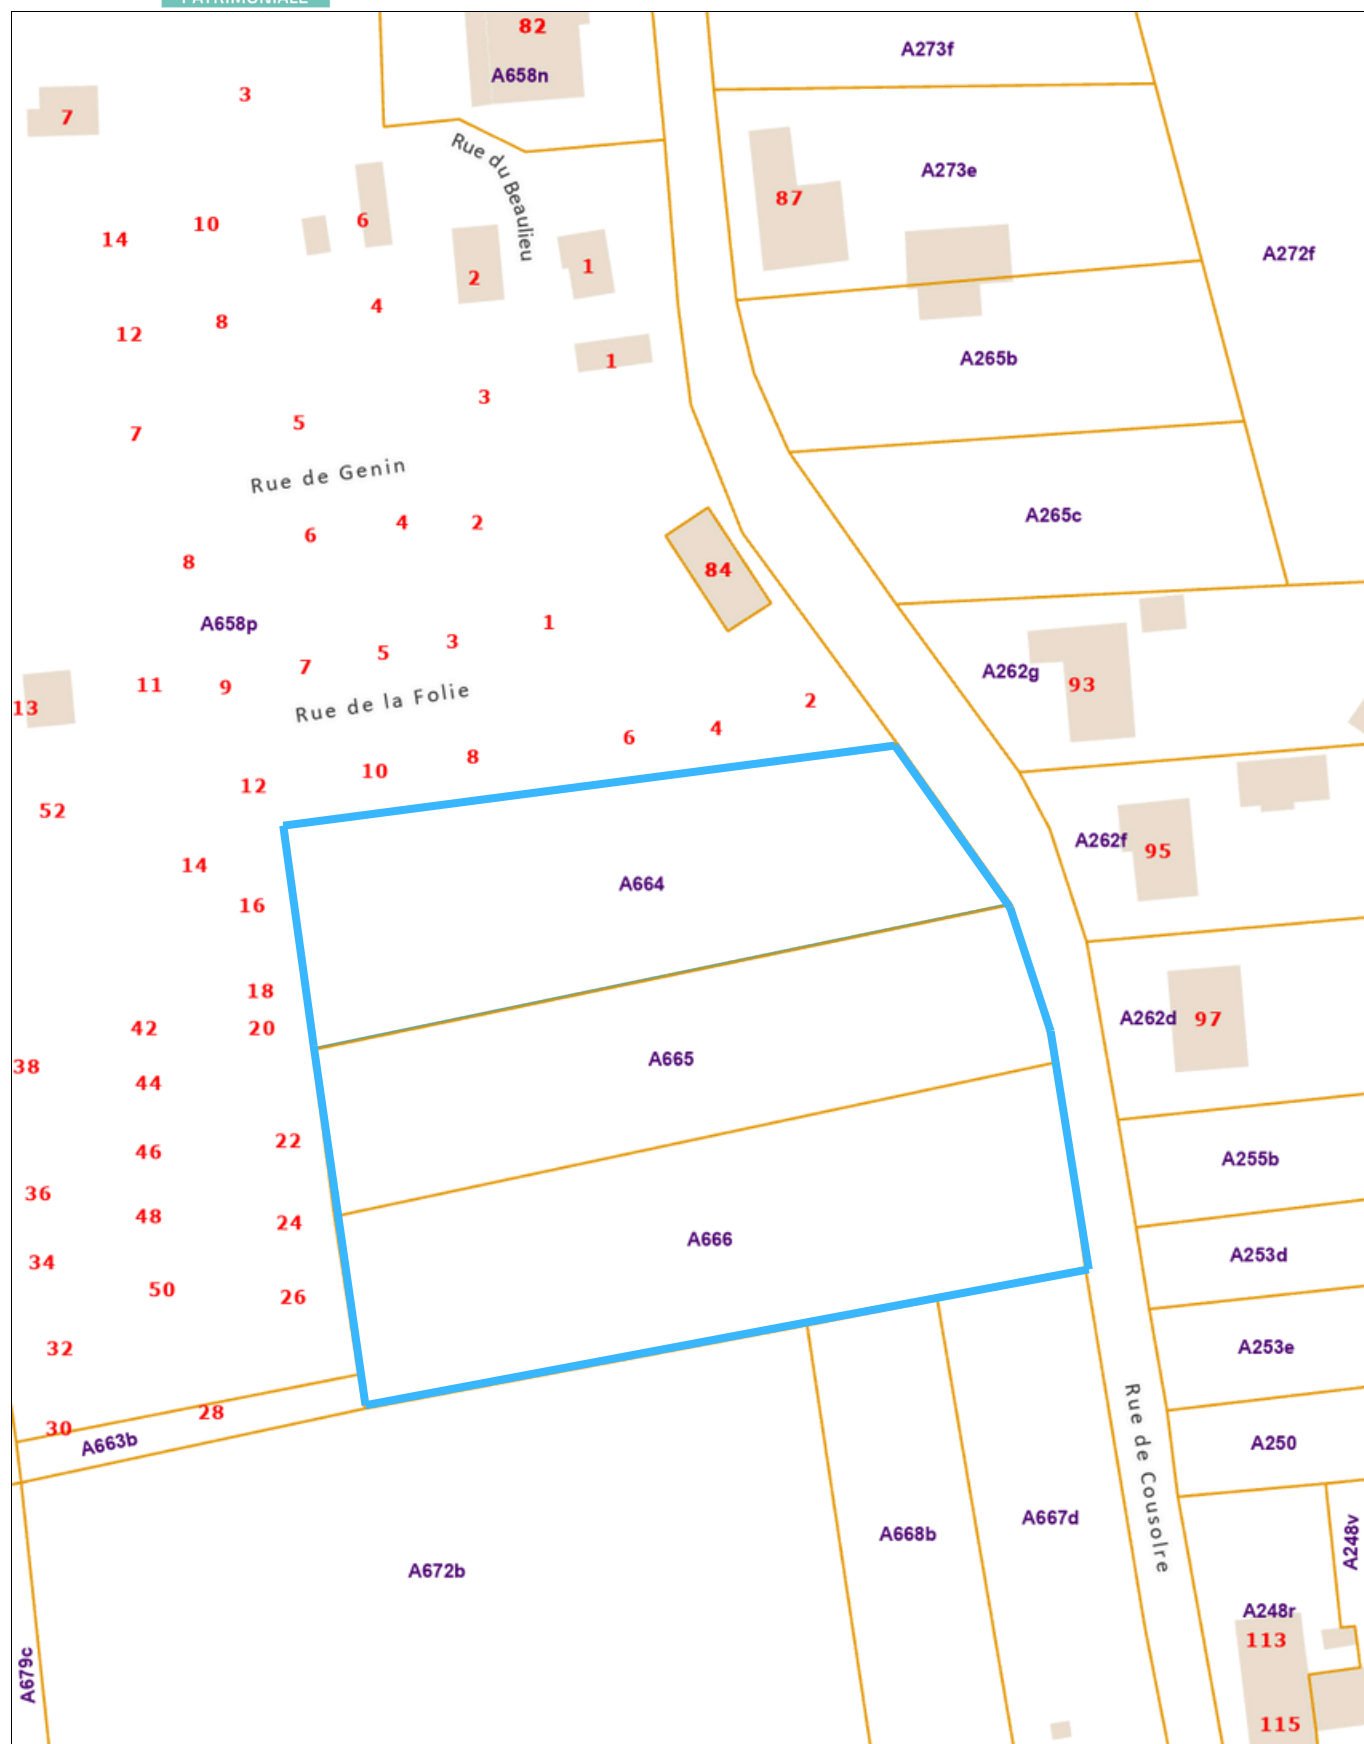 PATRIMONIALE
82
A273f
A658n
3
7
Rue du Beaulieu
A273e
87
6
10
14
A272f
1
2
4
8
12
A265b
1
3
5
7
Rue de Genin
A265c
6
4
2
8
84
A658p
1
3
5
7
9
11
13
Rue de la Folie
A262g
93
2
4
6
8
10
12
52
A262f
95
14
A664
16
18
20
42
A262d
97
38
A665
44
22
46
A255b
36
48
24
A666
34
A253d
50
26
32
A253e
28
30
A663b
Rue de Cousolre
A250
A668b
A667d
A248v
A672b
A248r
113
A679c
115